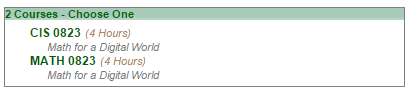 2 Courses - Choose One
CIS 0823 (4 Hours)
Math for a Digital World
MATH 0823 (4 Hours)
Math for a Digital World